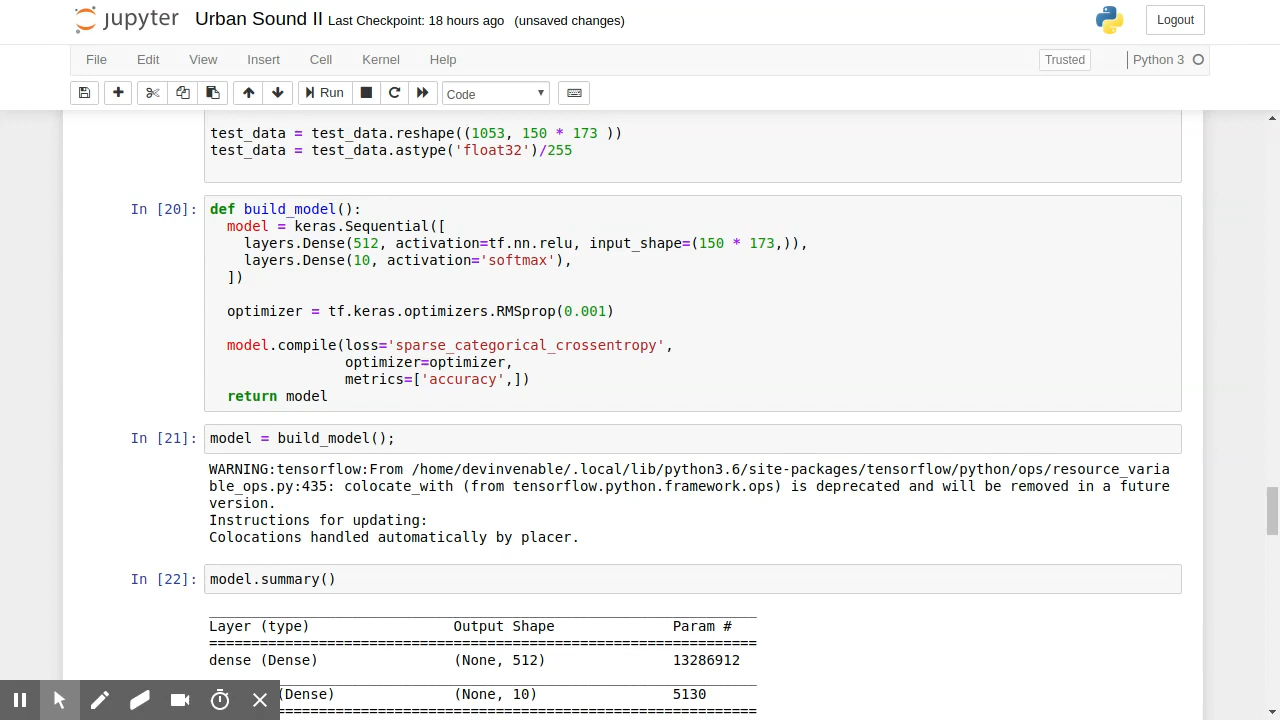 jupyter Urban Sound II Last Checkpoint: 18 hours ago (unsaved changes) Logout
File Edit View Insert Cell Kernel Help Trusted Python 3
Run Code
test_data = test_data.reshape((1053, 150 * 173 ))
test_data = test_data.astype('float32')/255
In [20]: def build_model():
model = keras.Sequential([
layers.Dense(512, activation=tf.nn.relu, input_shape=(150 * 173,)),
layers.Dense(10, activation='softmax'),
])
optimizer = tf.keras.optimizers.RMSprop(0.001)
model.compile(loss='sparse_categorical_crossentropy',
optimizer=optimizer,
metrics=['accuracy',])
return model
In [21]: model = build_model();
WARNING:tensorflow:From /home/devinvenable/.local/lib/python3.6/site-packages/tensorflow/python/ops/resource_varia
ble_ops.py:435: colocate_with (from tensorflow.python.framework.ops) is deprecated and will be removed in a future
version.
Instructions for updating:
Colocations handled automatically by placer.
In [22]: model.summary()
_________________________________________________________________
Layer (type) Output Shape Param #
=================================================================
dense (Dense) (None, 512) 13286912
_________________________________________________________________
(Dense) (None, 10) 5130
=================================================================